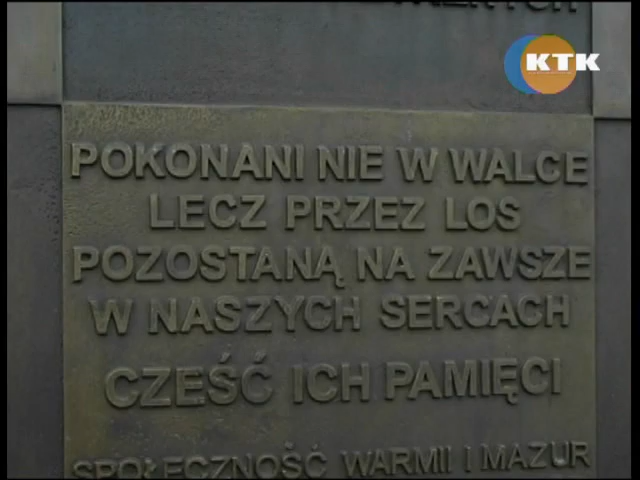 KTK
POKONANI NIE W WALCE
LECZ PRZEZ LOS
POZOSTANĄ NA ZAWSZE
W NASZYCH SERCACH
CZEŚĆ ICH PAMIĘCI
SPOŁECZNOŚĆ WARMII I MAZUR